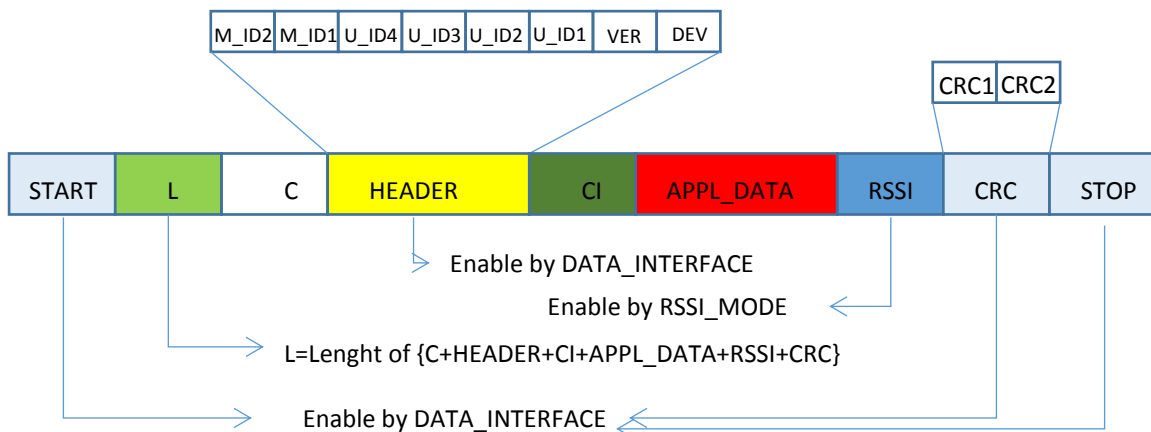 M_ID2 M_ID1 U_ID4 U_ID3 U_ID2 U_ID1 VER DEV
CRC1 CRC2
START L C HEADER CI APPL_DATA RSSI CRC STOP
Enable by DATA_INTERFACE
Enable by RSSI_MODE
L=Lenght of {C+HEADER+CI+APPL_DATA+RSSI+CRC}
Enable by DATA_INTERFACE